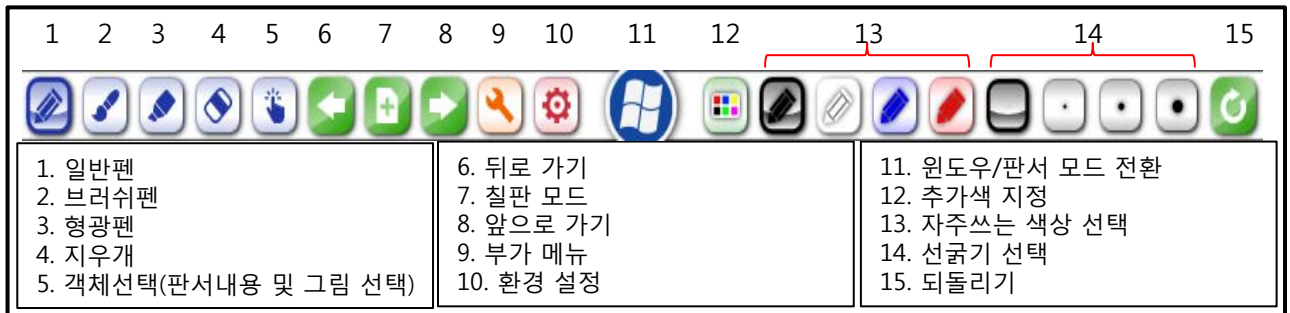 1 2 3 4 5 6 7 8 9 10 11 12 13 14 15
1. 일반펜
2. 브러쉬펜
3. 형광펜
4. 지우개
5. 객체선택(판서내용 및 그림 선택)
6. 뒤로 가기
7. 칠판 모드
8. 앞으로 가기
9. 부가 메뉴
10. 환경 설정
11. 윈도우/판서 모드 전환
12. 추가색 지정
13. 자주쓰는 색상 선택
14. 선굵기 선택
15. 되돌리기